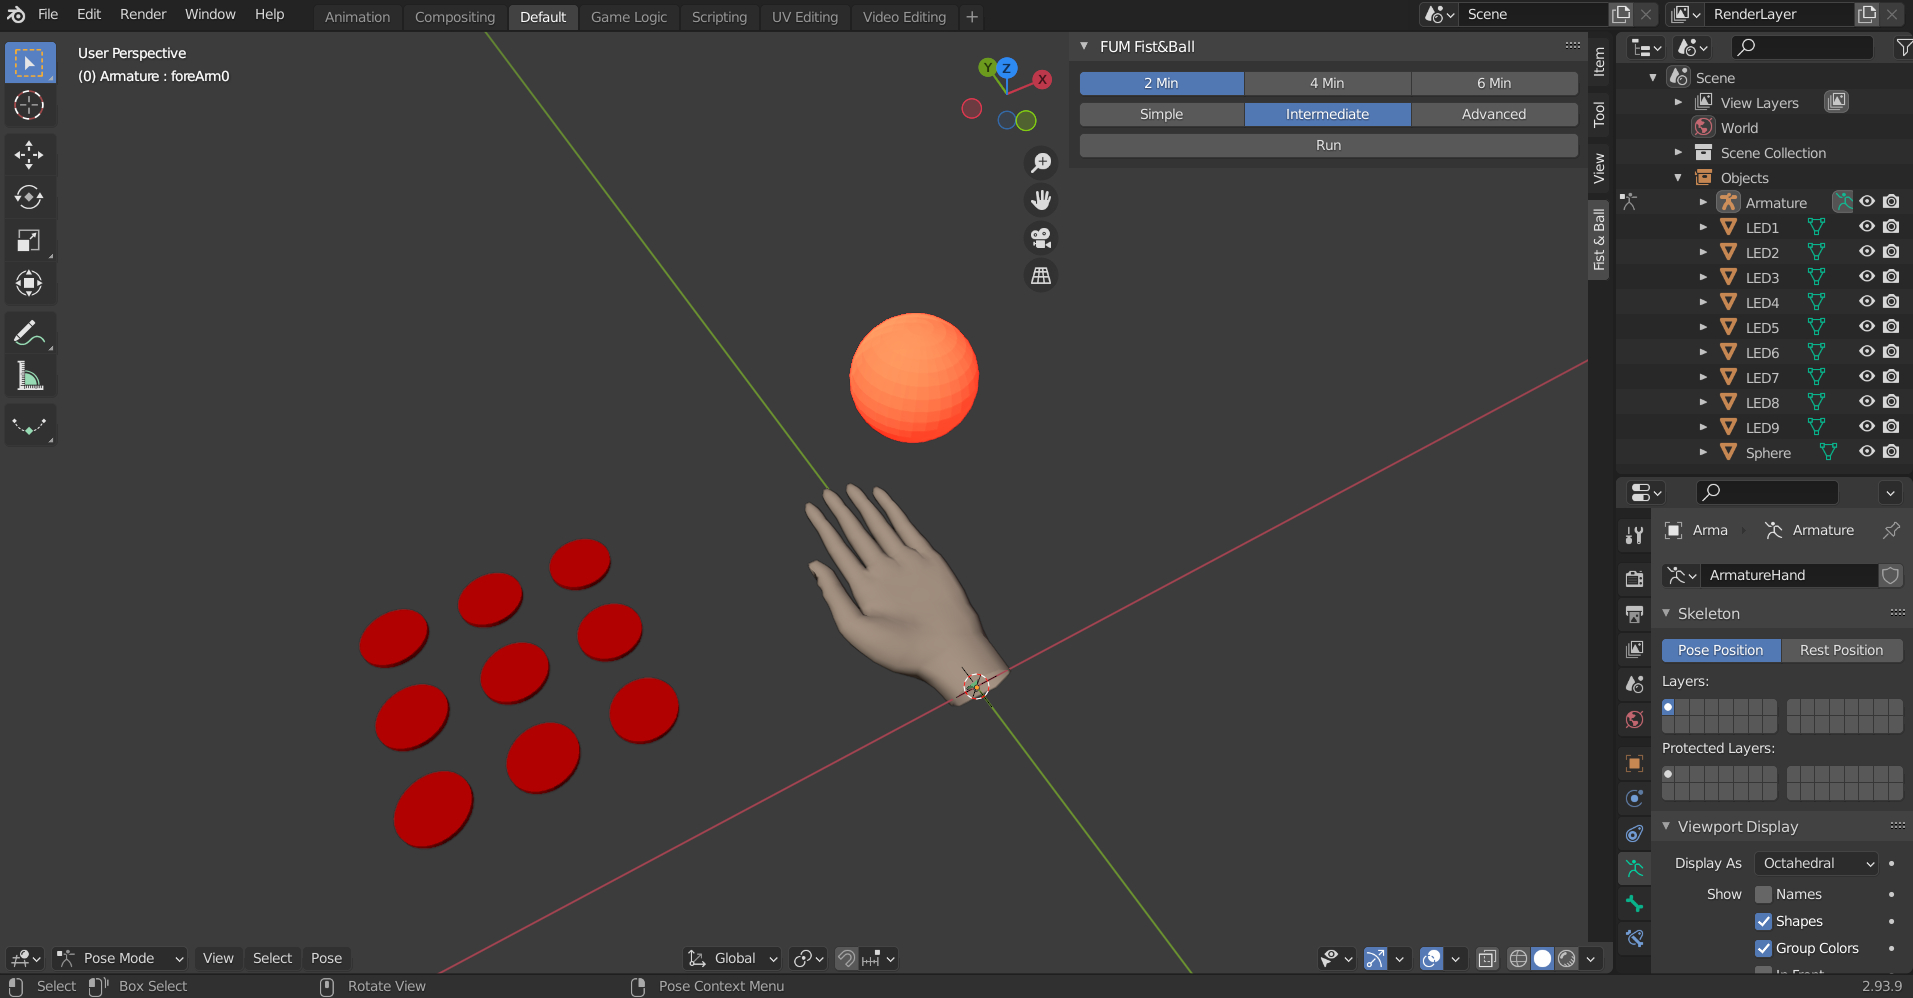 File Edit Render Window Help
Animation Compositing Default Game Logic Scripting UV Editing Video Editing
Scene
RenderLayer
User Perspective
(0) Armature : foreArm0
Y Z X
FUM Fist&Ball
2 Min 4 Min 6 Min
Simple Intermediate Advanced
Run
Item
Tool
View
Fist & Ball
Scene
View Layers
World
Scene Collection
Objects
Armature
LED1
LED2
LED3
LED4
LED5
LED6
LED7
LED8
LED9
Sphere
Arma Armature
ArmatureHand
Skeleton
Pose Position Rest Position
Layers:
Protected Layers:
Viewport Display
Display As Octahedral
Show Names
Shapes
Group Colors
In Front
Pose Mode View Select Pose
Global
Select Box Select Rotate View Pose Context Menu 2.93.9